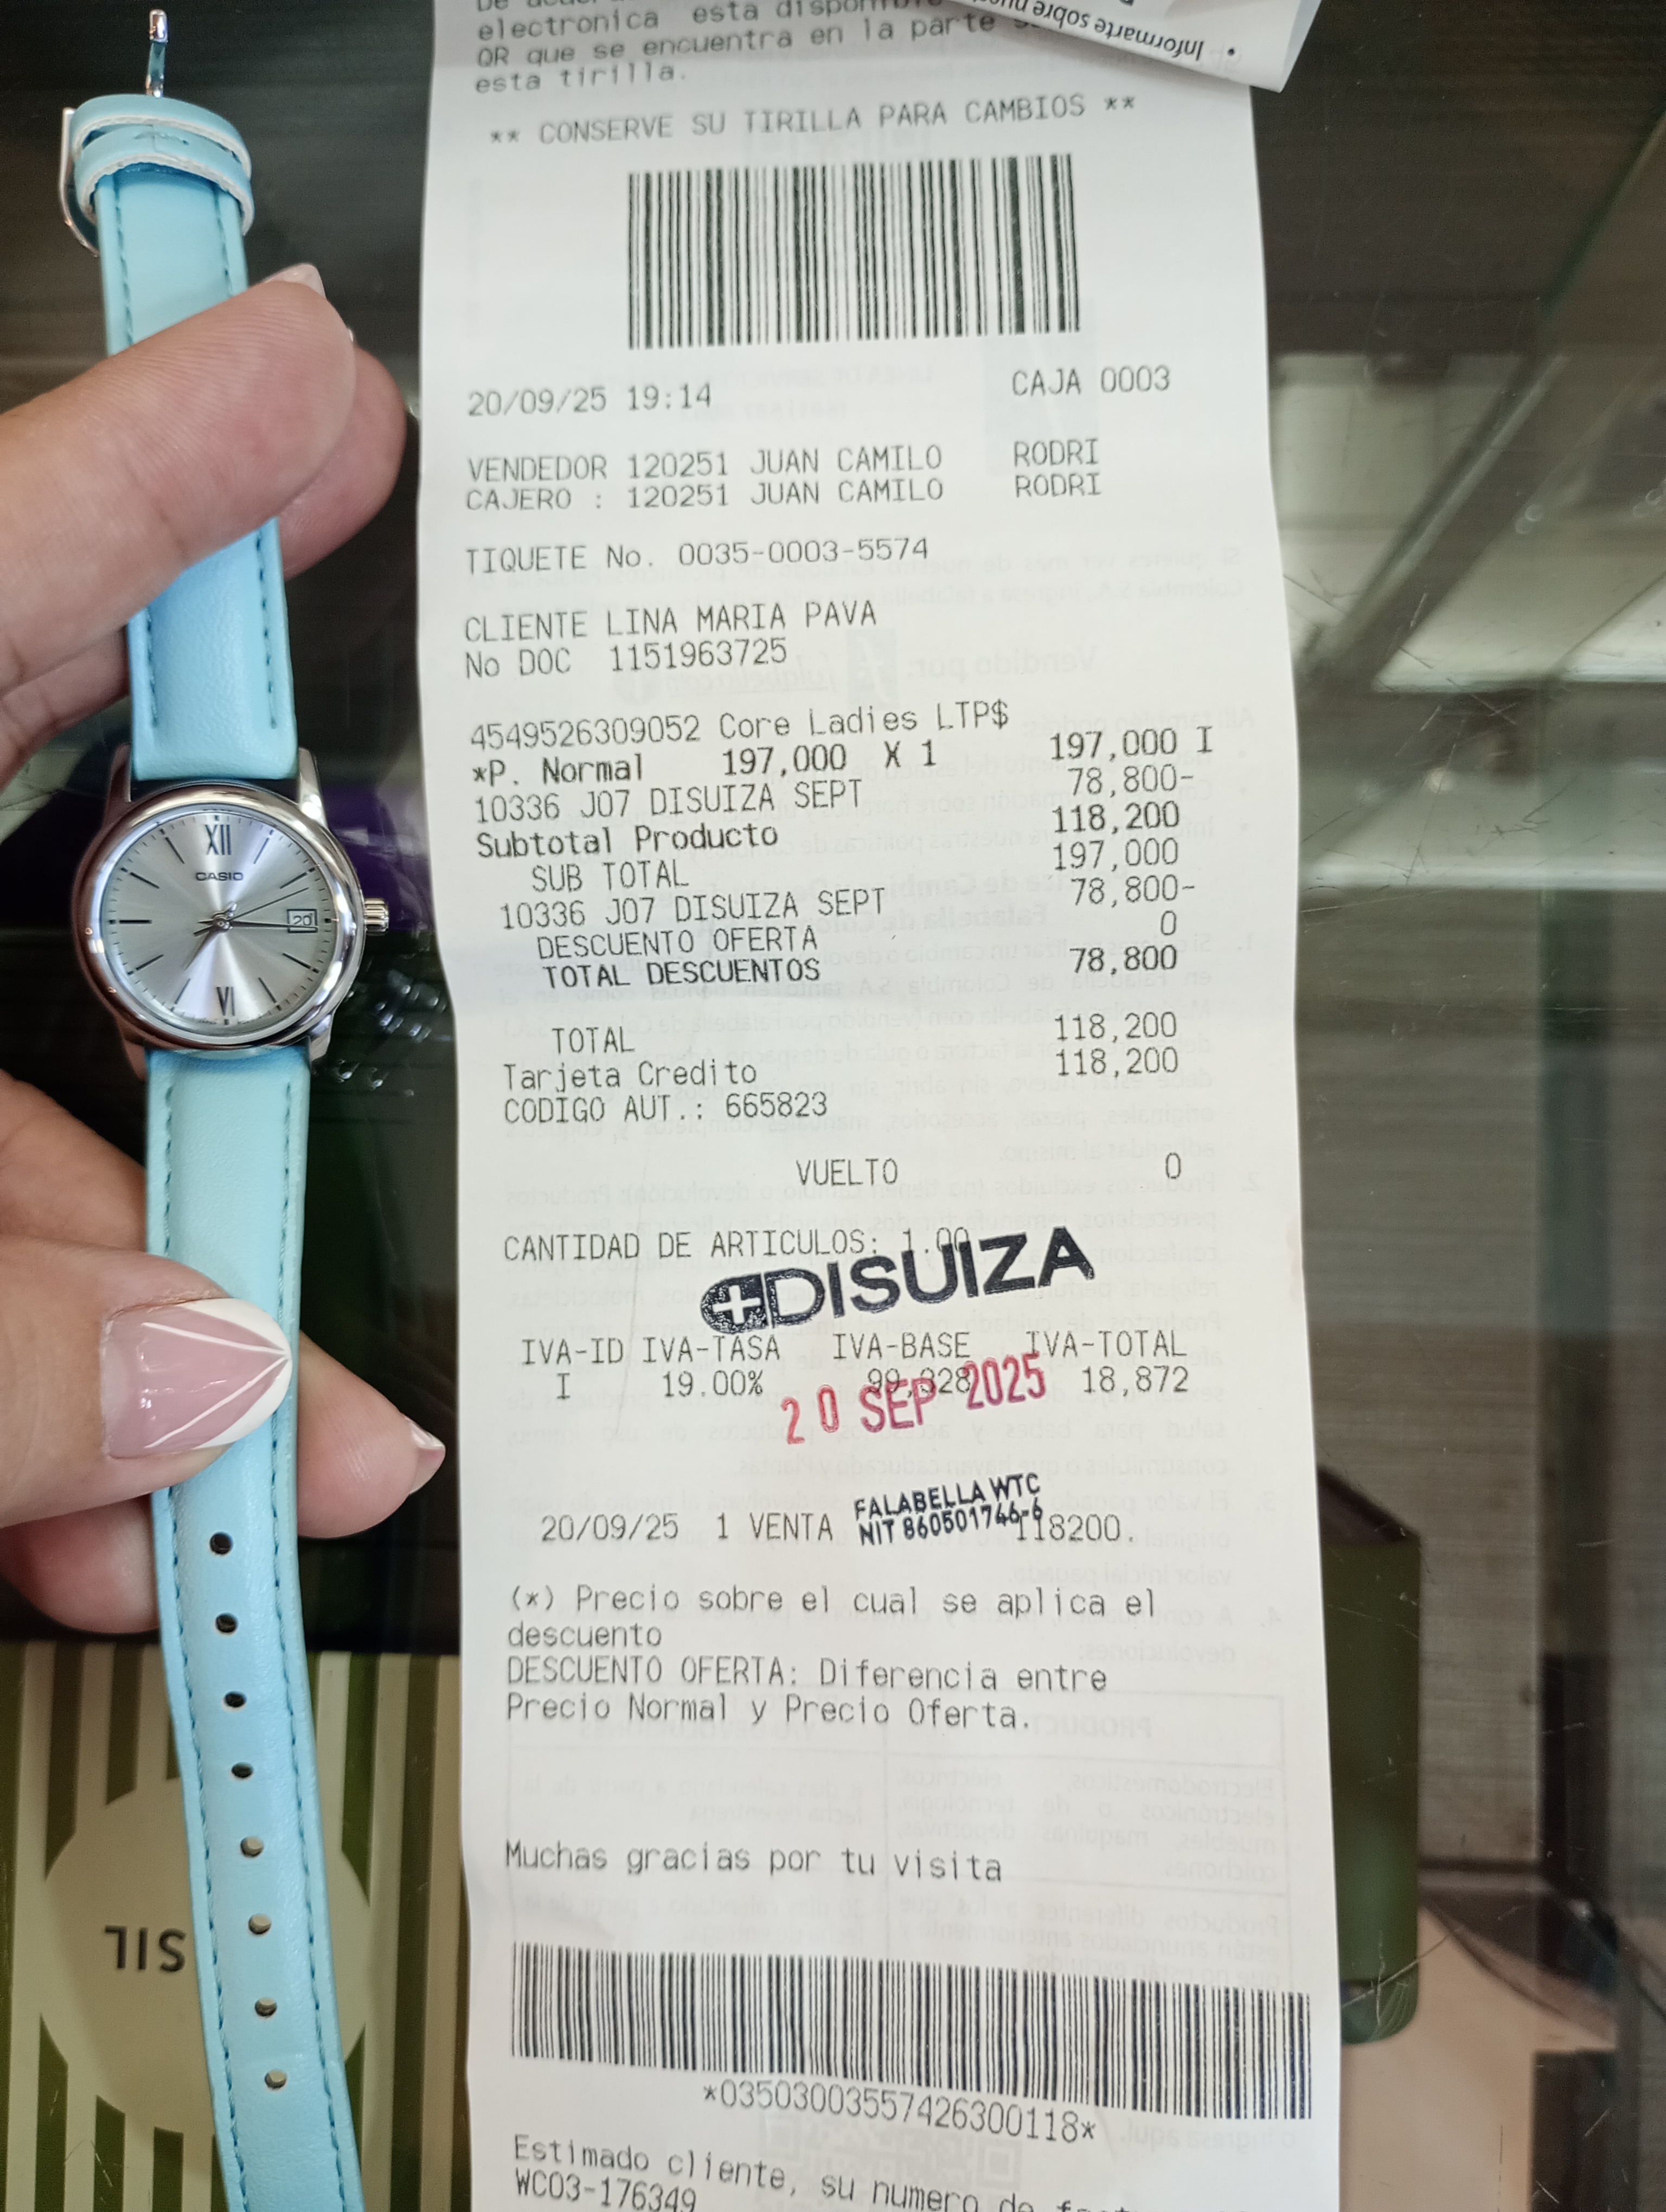 electronica esta
QR que se encuentra en la parte
esta tirilla.
• Informarte sobre
** CONSERVE SU TIRILLA PARA CAMBIOS **
20/09/25 19:14 CAJA 0003
VENDEDOR 120251 JUAN CAMILO RODRI
CAJERO : 120251 JUAN CAMILO RODRI
TIQUETE No. 0035-0003-5574
CLIENTE LINA MARIA PAVA
No DOC 1151963725
4549526309052 Core Ladies LTP$
*P. Normal 197,000 X 1 197,000 I
10336 J07 DISUIZA SEPT 78,800-
Subtotal Producto 118,200
SUB TOTAL 197,000
10336 J07 DISUIZA SEPT 78,800-
DESCUENTO OFERTA 0
TOTAL DESCUENTOS 78,800
TOTAL 118,200
Tarjeta Credito 118,200
CODIGO AUT.: 665823
VUELTO 0
CANTIDAD DE ARTICULOS: 1.00
DISUIZA
IVA-ID IVA-TASA IVA-BASE IVA-TOTAL
I 19.00% 99,328 18,872
20 SEP 2025
FALABELLA WTC
NIT 860501746-6
20/09/25 1 VENTA 118200.
(*) Precio sobre el cual se aplica el
descuento
DESCUENTO OFERTA: Diferencia entre
Precio Normal y Precio Oferta.
Muchas gracias por tu visita
*03503003557426300118*
Estimado cliente, su numero de
WC03-176349
XII
CASIO
20
VI
SIL